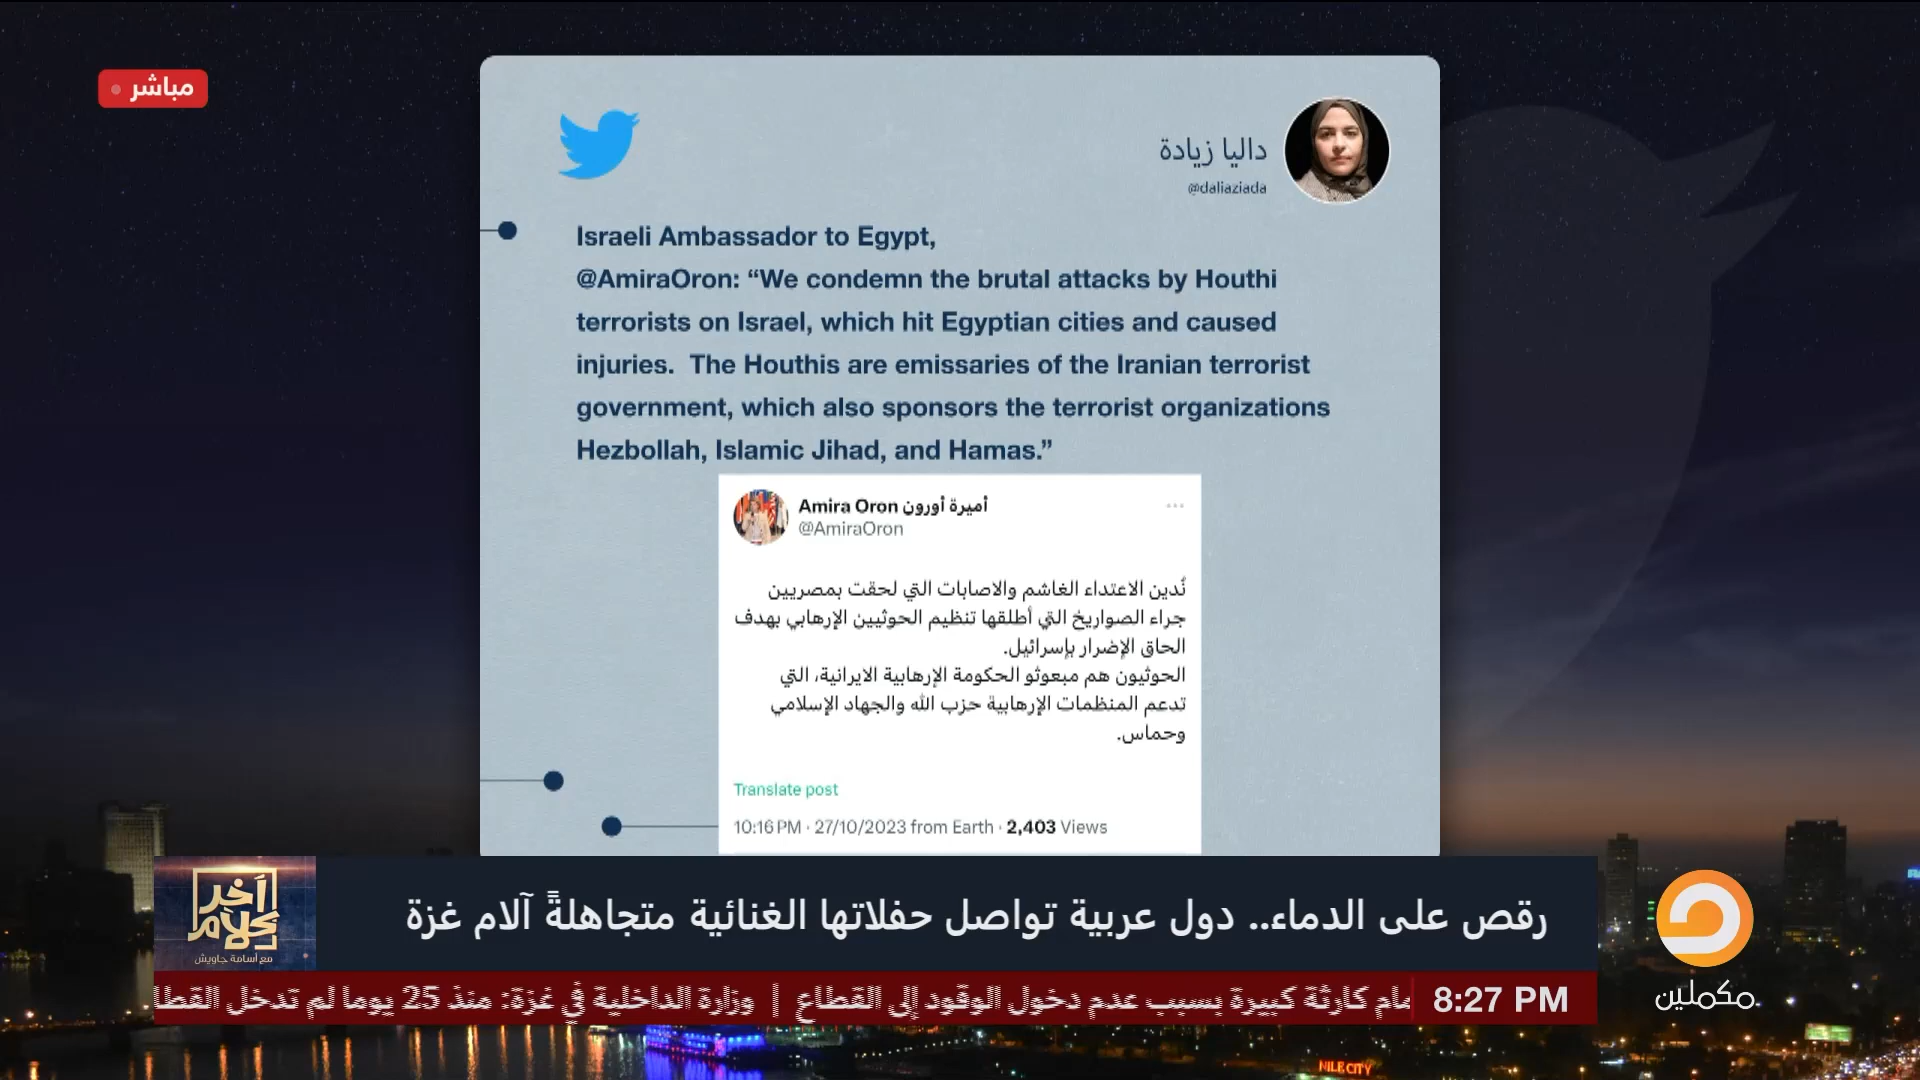 مباشر
داليا زيادة
@daliaziada
Israeli Ambassador to Egypt,
@AmiraOron: “We condemn the brutal attacks by Houthi
terrorists on Israel, which hit Egyptian cities and caused
injuries.  The Houthis are emissaries of the Iranian terrorist
government, which also sponsors the terrorist organizations
Hezbollah, Islamic Jihad, and Hamas.”
Amira Oron أميرة أورون
@AmiraOron
نُدين الاعتداء الغاشم والاصابات التي لحقت بمصريين
جراء الصواريخ التي أطلقها تنظيم الحوثيين الإرهابي بهدف
الحاق الإضرار بإسرائيل.
الحوثيون هم مبعوثو الحكومة الإرهابية الايرانية، التي
تدعم المنظمات الإرهابية حزب الله والجهاد الإسلامي
وحماس.
Translate post
10:16 PM · 27/10/2023 from Earth · 2,403 Views
آخر
كلام
مع أسامة جاويش
رقص على الدماء.. دول عربية تواصل حفلاتها الغنائية متجاهلةً آلام غزة
كارثة كبيرة بسبب عدم دخول الوقود إلى القطاع | وزارة الداخلية في غزة: منذ 25 يوما لم تدخل
8:27 PM
مكملين
NILE CITY